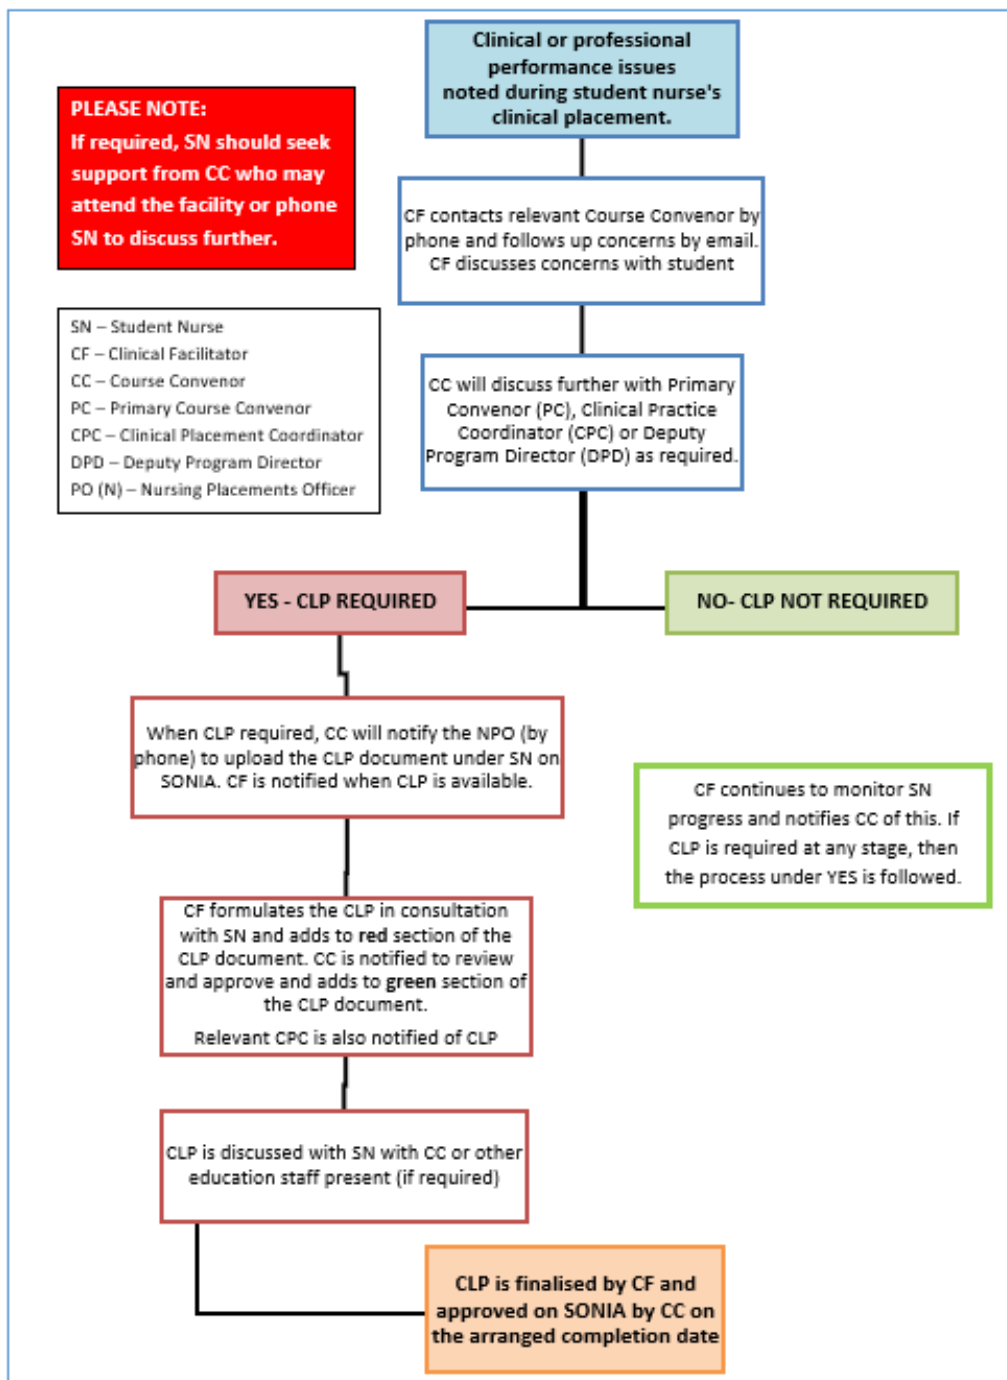 Clinical or professional
performance issues
noted during student nurse's
clinical placement.
PLEASE NOTE:
If required, SN should seek
support from CC who may
attend the facility or phone
SN to discuss further.
CF contacts relevant Course Convenor by
phone and follows up concerns by email.
CF discusses concerns with student
SN – Student Nurse
CF – Clinical Facilitator
CC – Course Convenor
PC – Primary Course Convenor
CPC – Clinical Placement Coordinator
DPD – Deputy Program Director
PO (N) – Nursing Placements Officer
CC will discuss further with Primary
Convenor (PC), Clinical Practice
Coordinator (CPC) or Deputy
Program Director (DPD) as required.
YES - CLP REQUIRED
NO- CLP NOT REQUIRED
When CLP required, CC will notify the NPO (by
phone) to upload the CLP document under SN on
SONIA. CF is notified when CLP is available.
CF continues to monitor SN
progress and notifies CC of this. If
CLP is required at any stage, then
the process under YES is followed.
CF formulates the CLP in consultation
with SN and adds to red section of the
CLP document. CC is notified to review
and approve and adds to green section of
the CLP document.
Relevant CPC is also notified of CLP
CLP is discussed with SN with CC or other
education staff present (if required)
CLP is finalised by CF and
approved on SONIA by CC on
the arranged completion date